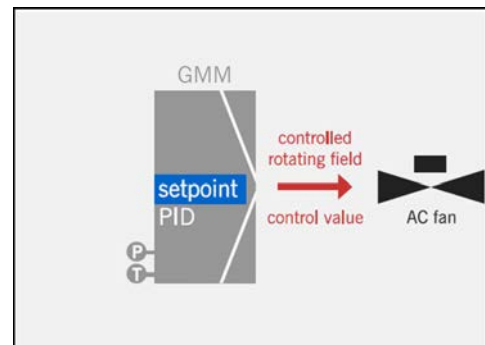 GMM
controlled
rotating field
setpoint
PID
control value
AC fan
P
T